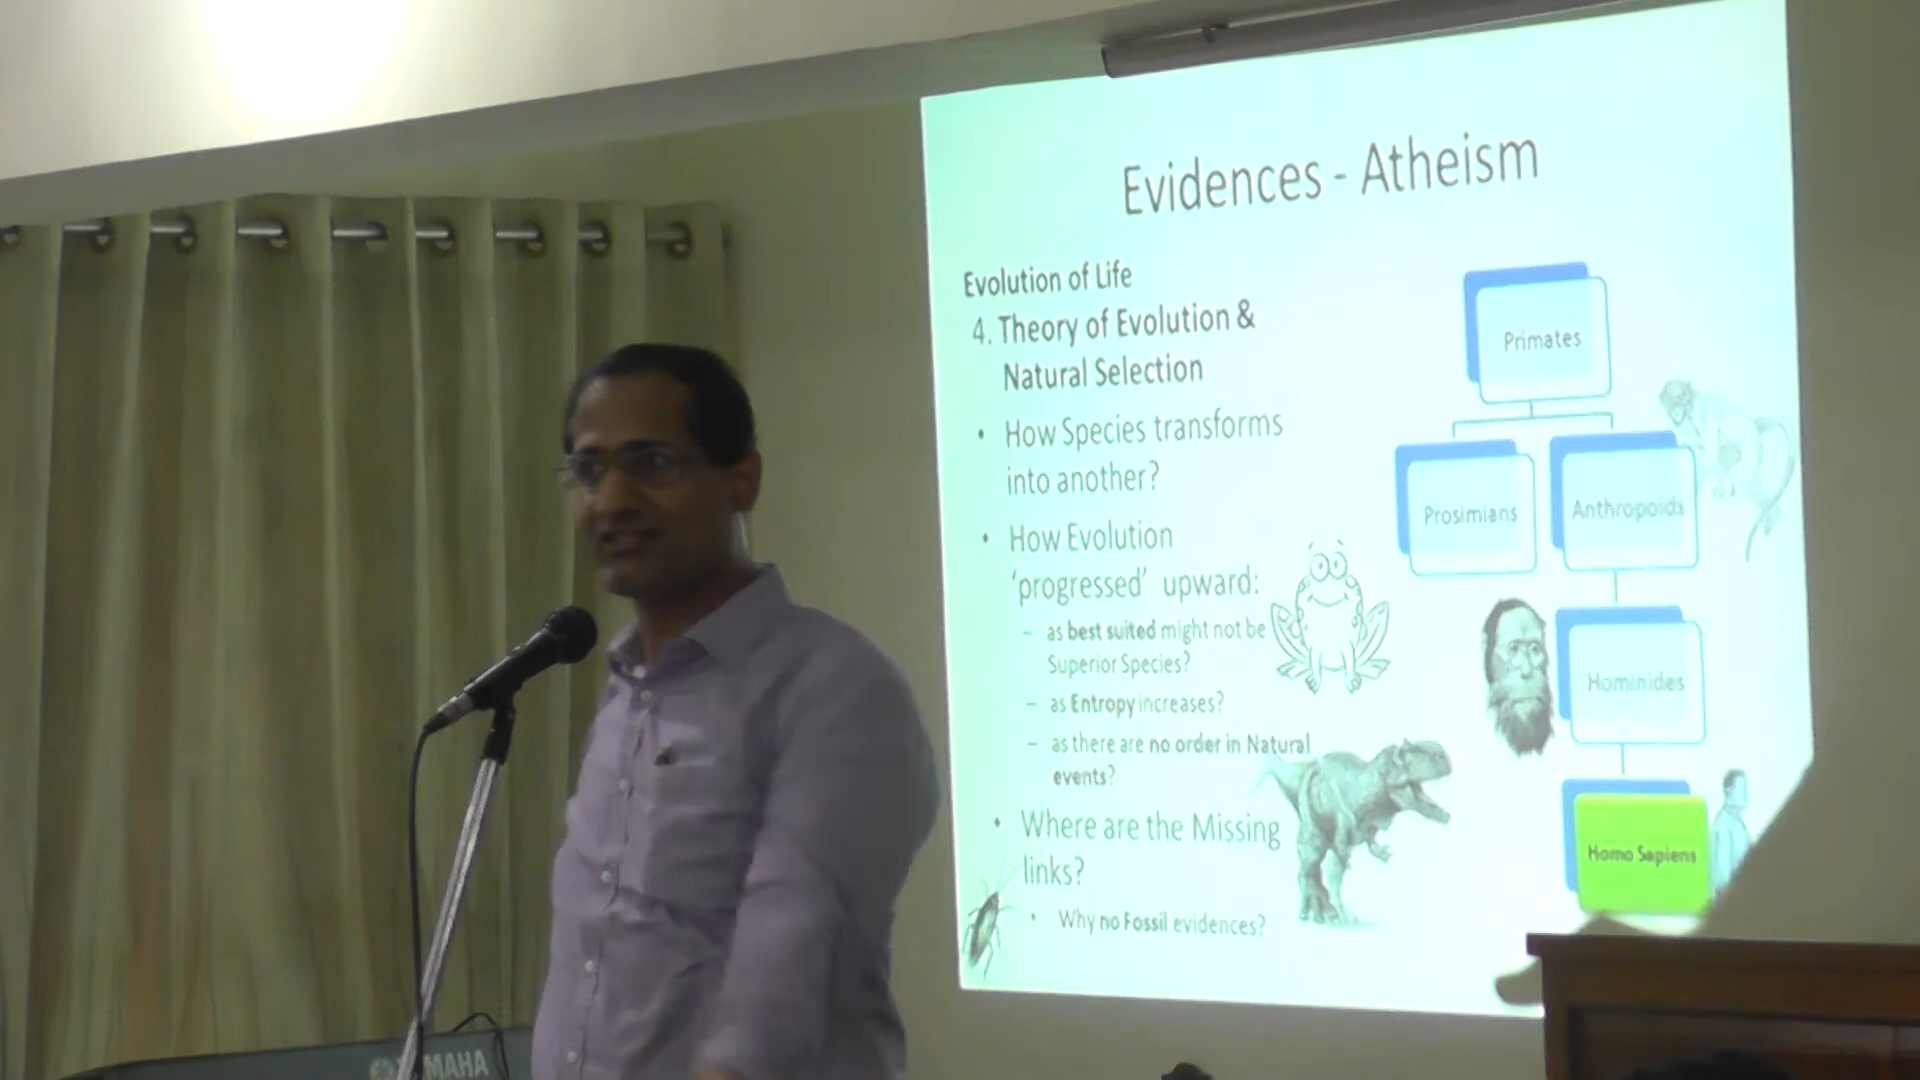 Evidences - Atheism
Evolution of Life
4. Theory of Evolution &
Natural Selection
• How Species transforms
into another?
• How Evolution
‘progressed’ upward:
– as best suited might not be
Superior Species?
– as Entropy increases?
– as there are no order in Natural
events?
• Where are the Missing
links?
• Why no Fossil evidences?
Primates
Prosimians
Anthropoids
Hominides
Homo Sapiens
YAMAHA